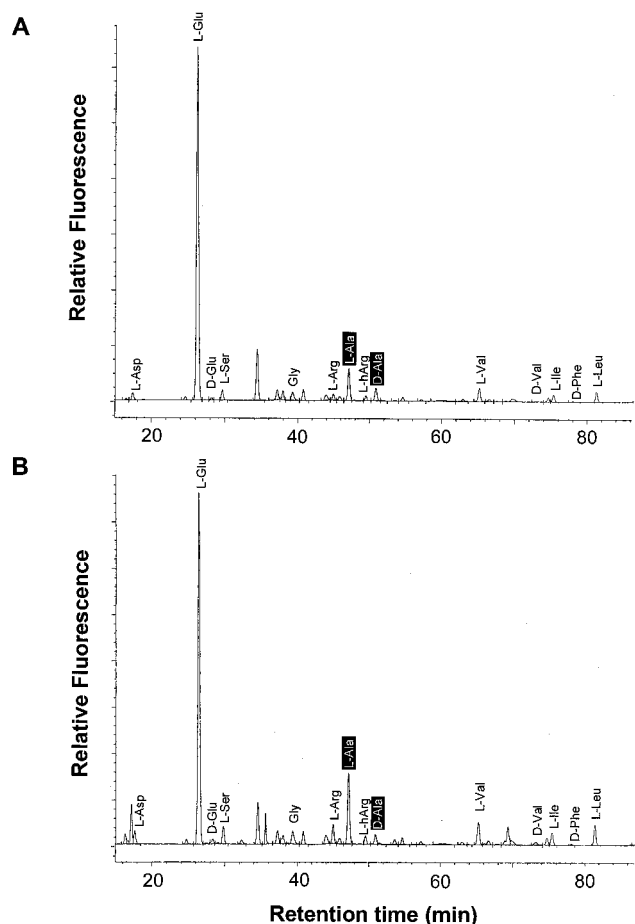 A
Relative Fluorescence
L-Glu
L-Asp
D-Glu
L-Ser
Gly
L-Arg
L-Ala
L-hArg
D-Ala
L-Val
D-Val
L-Ile
D-Phe
L-Leu
20 40 60 80
B
Relative Fluorescence
L-Glu
L-Asp
D-Glu
L-Ser
Gly
L-Arg
L-Ala
L-hArg
D-Ala
L-Val
D-Val
L-Ile
D-Phe
L-Leu
20 40 60 80
Retention time (min)